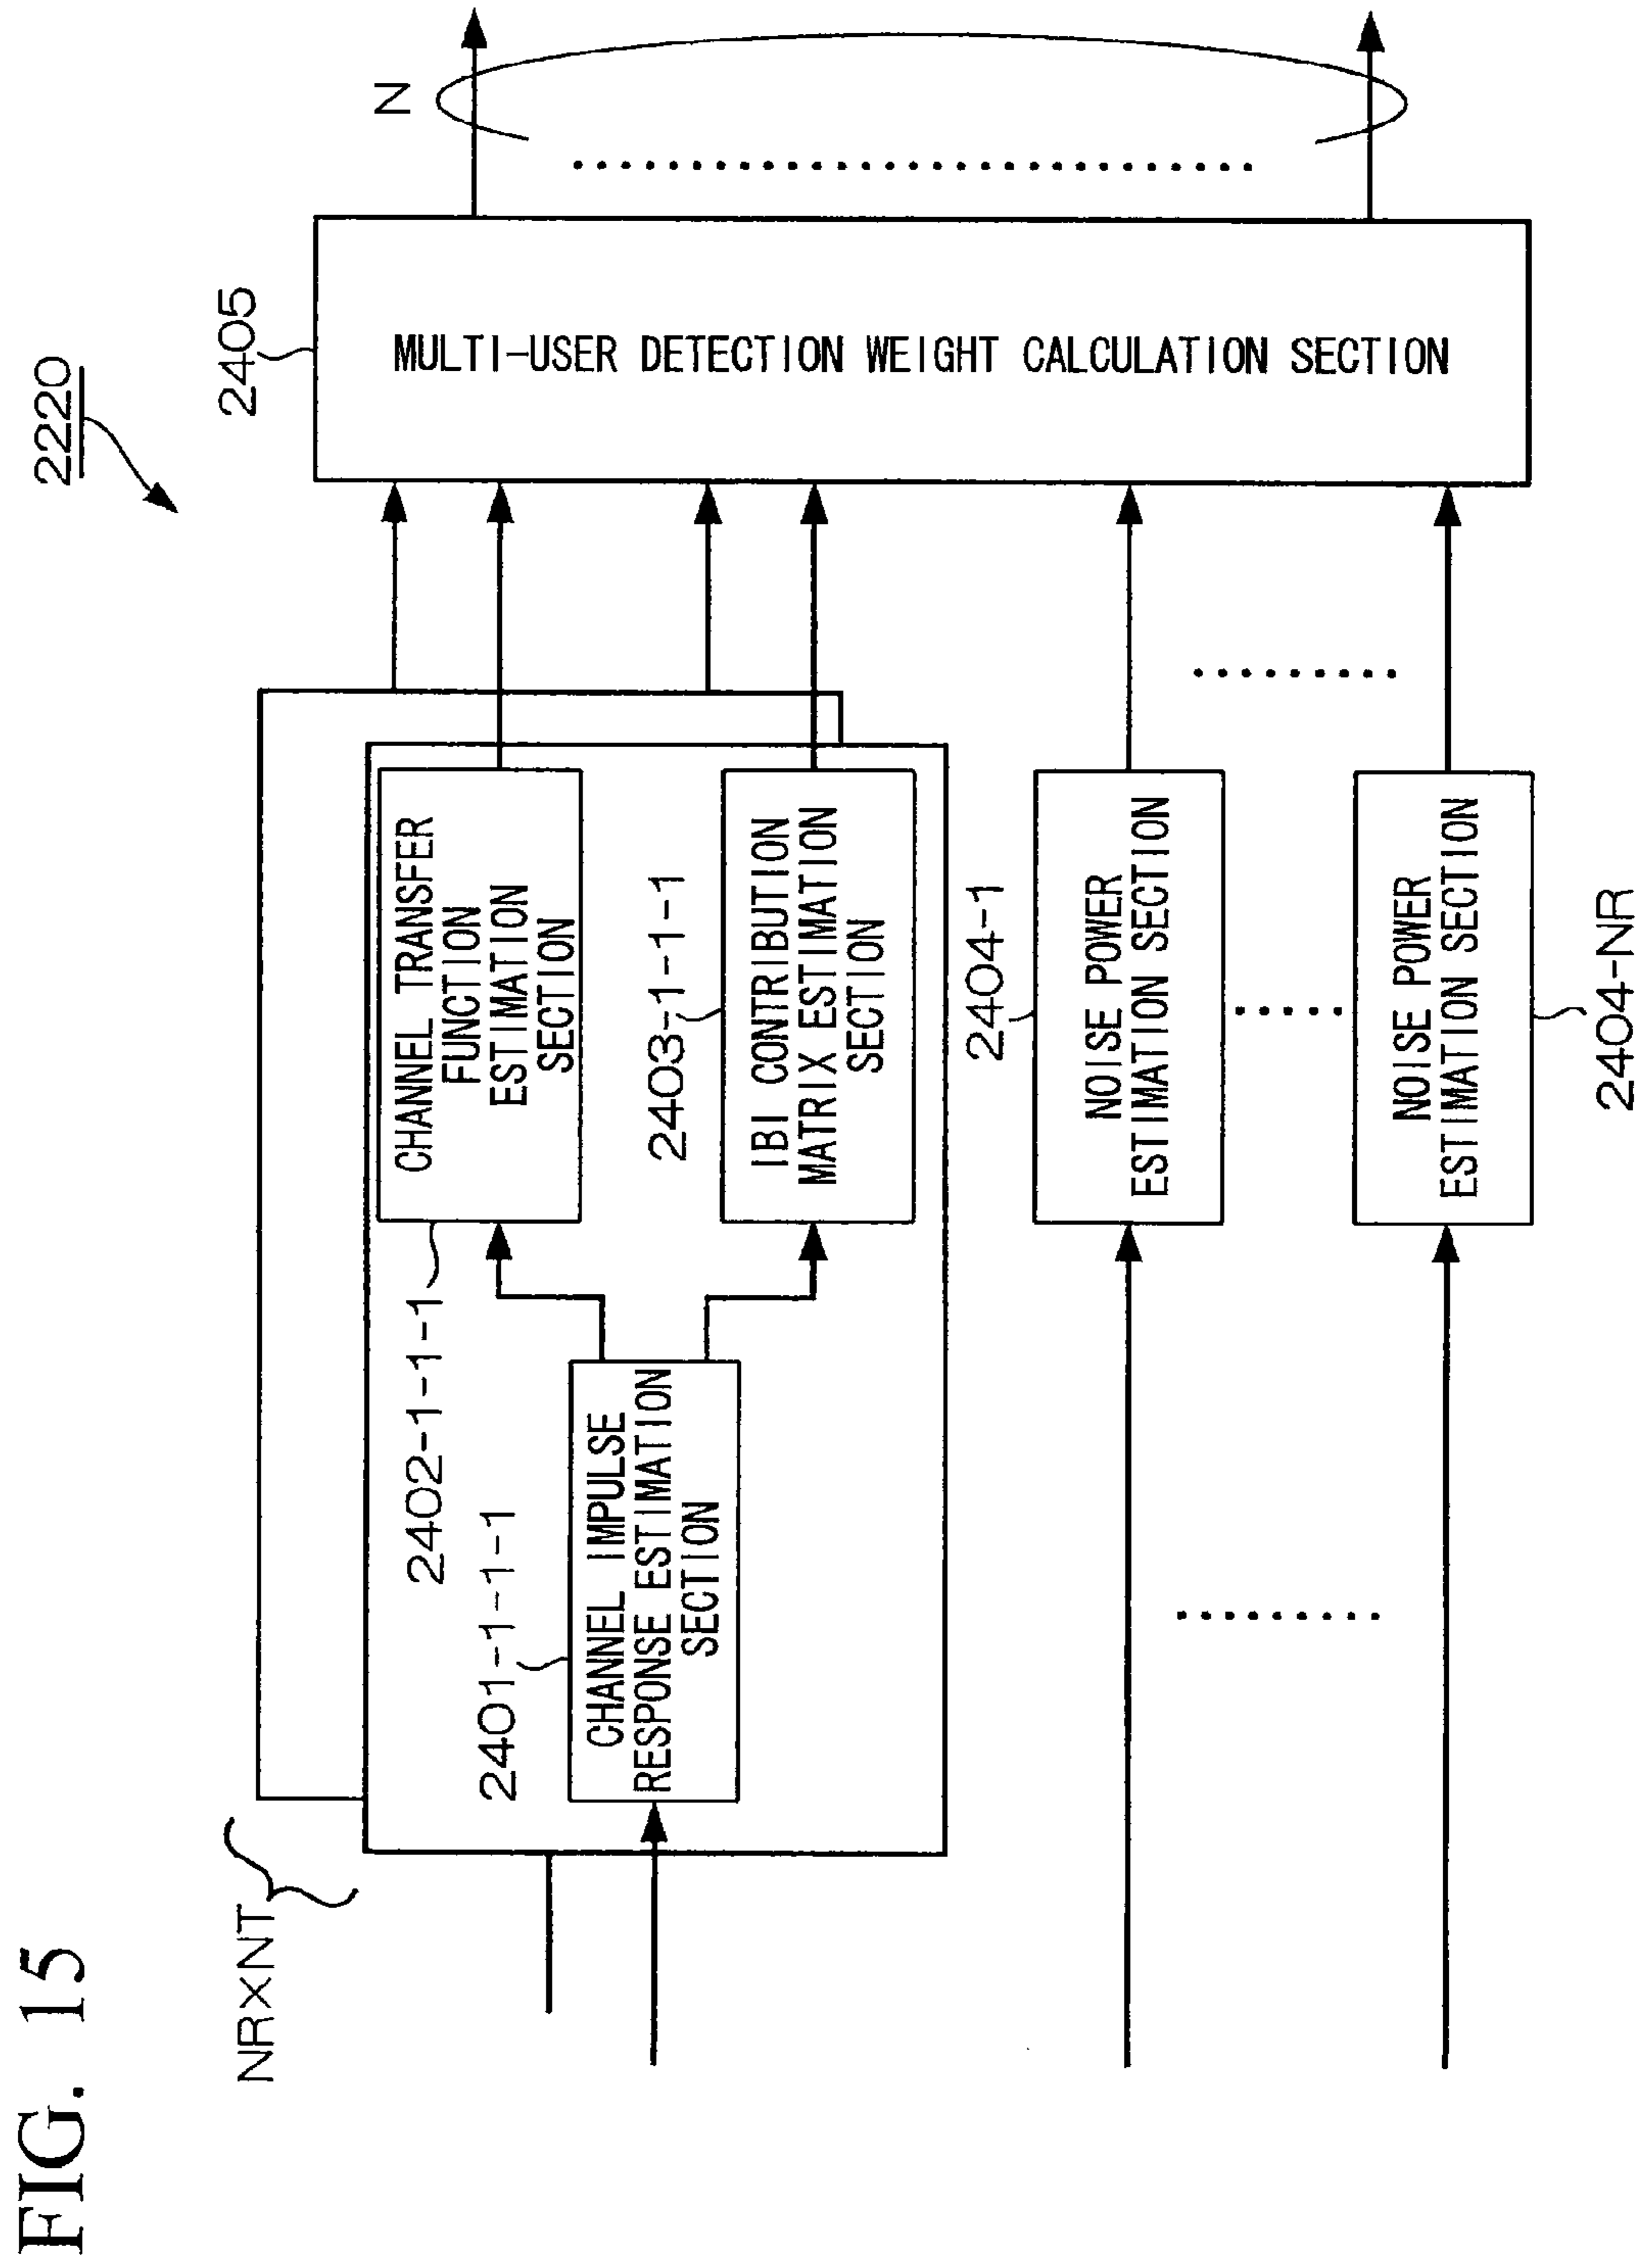 FIG. 15
2220
NRXNT
2401-1-1-1
CHANNEL IMPULSE
RESPONSE ESTIMATION
SECTION
2402-1-1-1
CHANNEL TRANSFER
FUNCTION
ESTIMATION
SECTION
2403-1-1-1
IBI CONTRIBUTION
MATRIX ESTIMATION
SECTION
2404-1
NOISE POWER
ESTIMATION SECTION
NOISE POWER
ESTIMATION SECTION
2404-NR
2405
MULTI-USER DETECTION WEIGHT CALCULATION SECTION
N